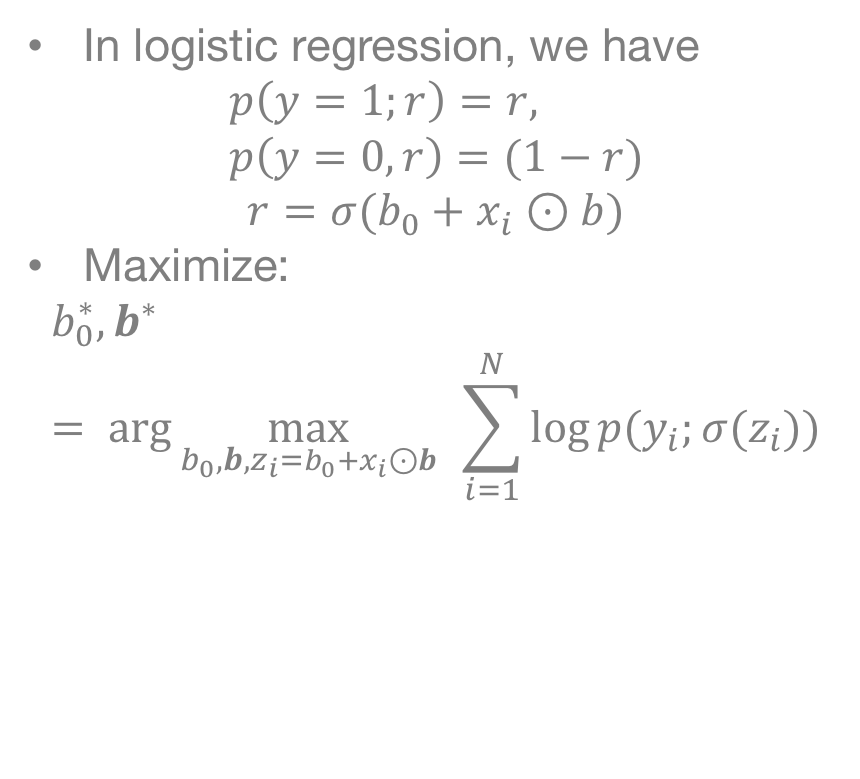 • In logistic regression, we have
p(y = 1; r) = r,
p(y = 0, r) = (1 − r)
r = σ(b₀ + xᵢ ⊙ b)
• Maximize:
b₀*, b*
= arg max_{b₀,b,zᵢ=b₀+xᵢ⊙b} ∑_{i=1}^{N} log p(yᵢ; σ(zᵢ))